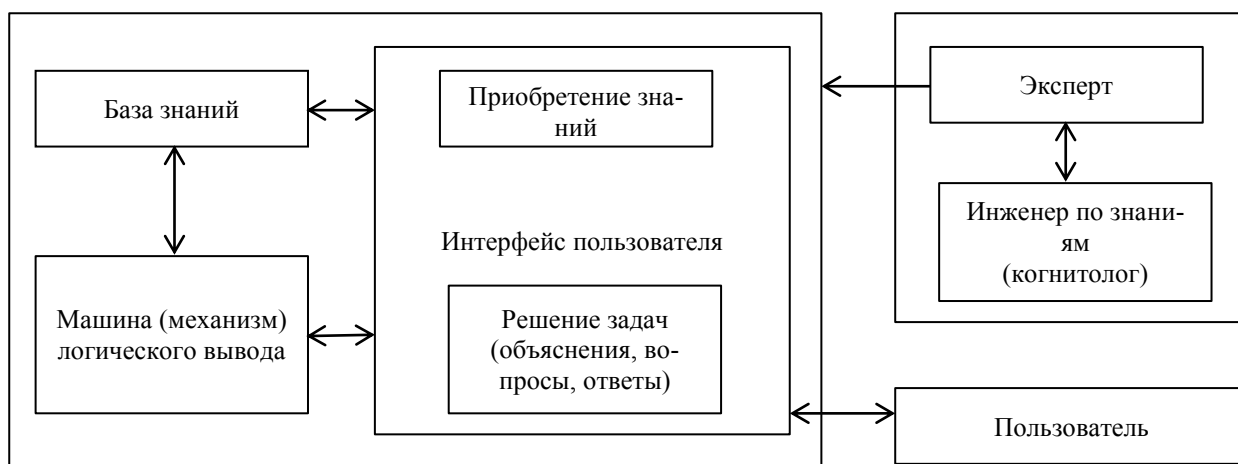 База знаний
Приобретение зна-
ний
Эксперт
Инженер по знани-
ям
(когнитолог)
Интерфейс пользователя
Машина (механизм)
логического вывода
Решение задач
(объяснения, во-
просы, ответы)
Пользователь